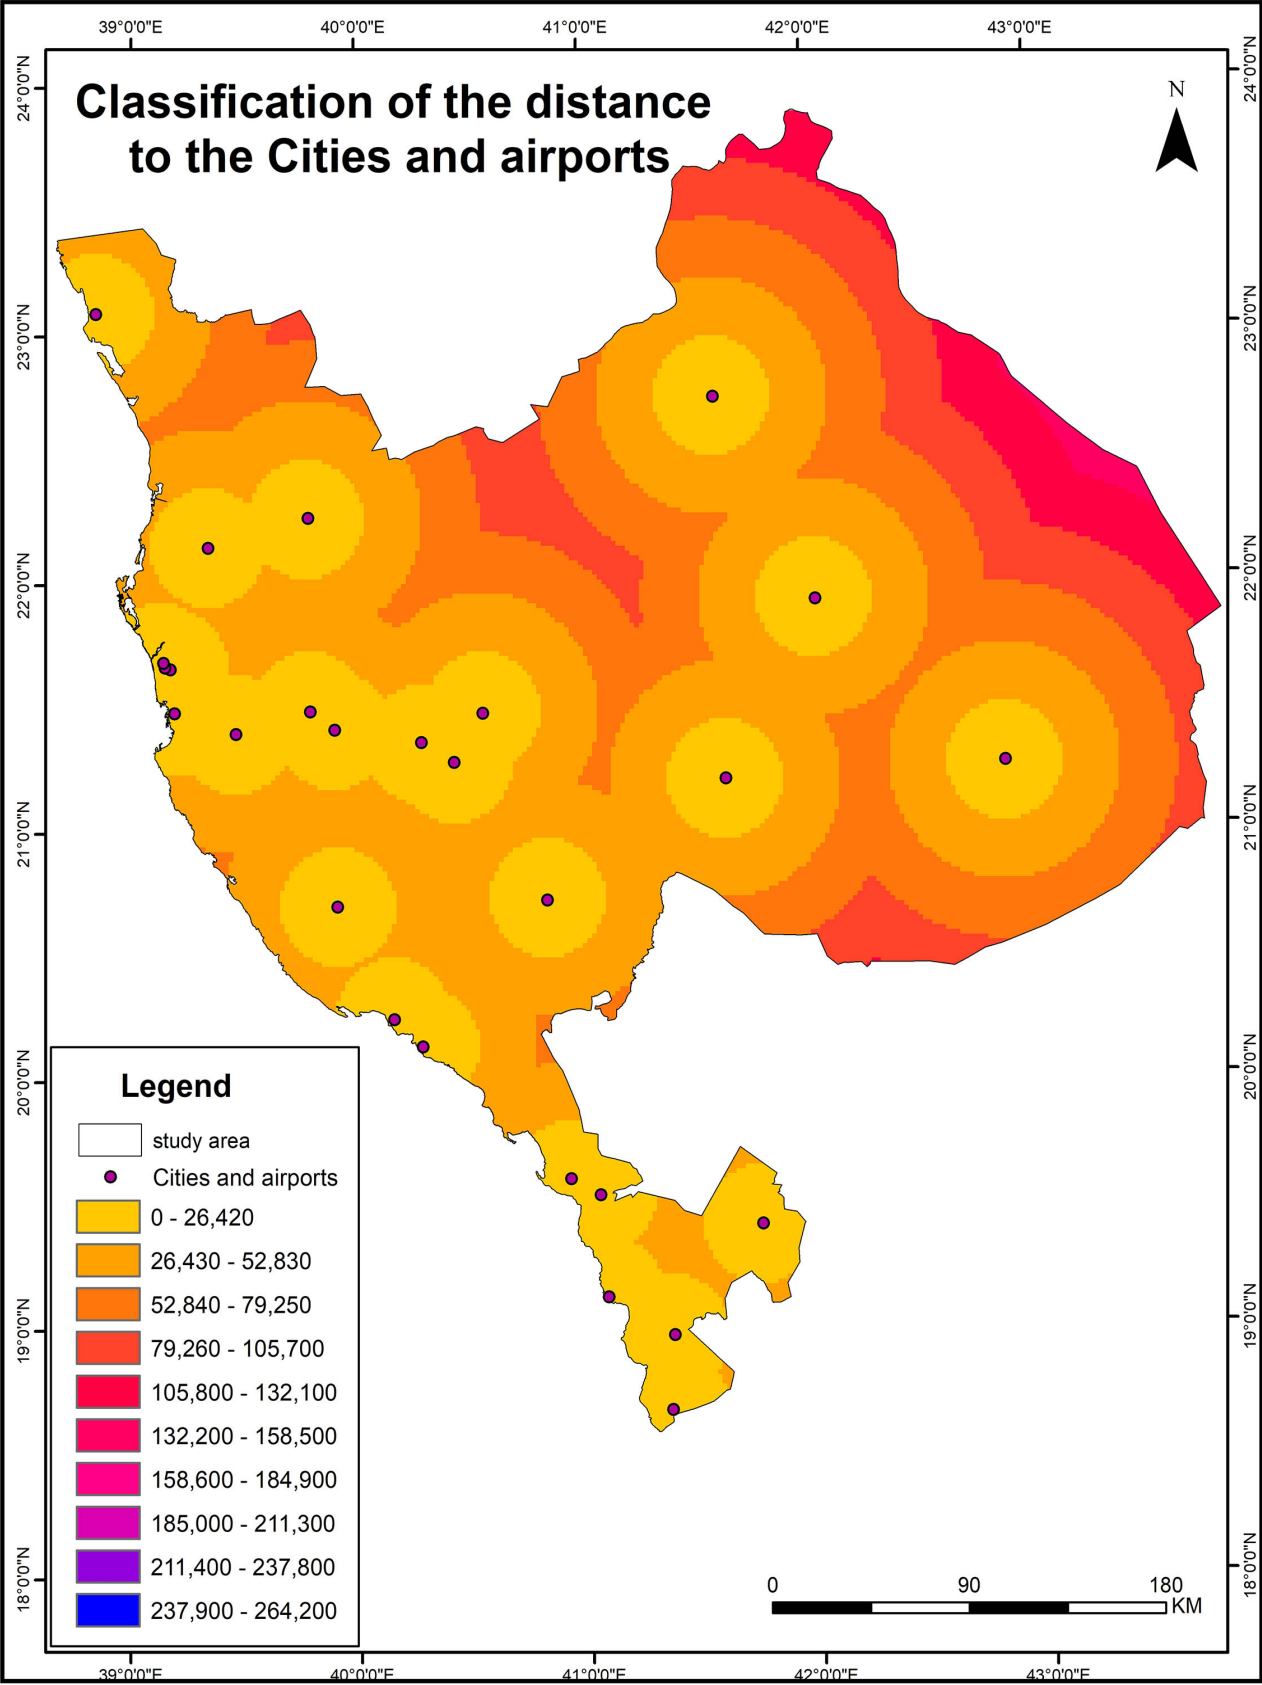 39°0'0"E 40°0'0"E 41°0'0"E 42°0'0"E 43°0'0"E
Classification of the distance
to the Cities and airports
N
24°0'0"N
23°0'0"N
22°0'0"N
21°0'0"N
20°0'0"N
19°0'0"N
18°0'0"N
24°0'0"N
23°0'0"N
22°0'0"N
21°0'0"N
20°0'0"N
19°0'0"N
18°0'0"N
Legend
study area
Cities and airports
0 - 26,420
26,430 - 52,830
52,840 - 79,250
79,260 - 105,700
105,800 - 132,100
132,200 - 158,500
158,600 - 184,900
185,000 - 211,300
211,400 - 237,800
237,900 - 264,200
0 90 180
KM
39°0'0"E 40°0'0"E 41°0'0"E 42°0'0"E 43°0'0"E